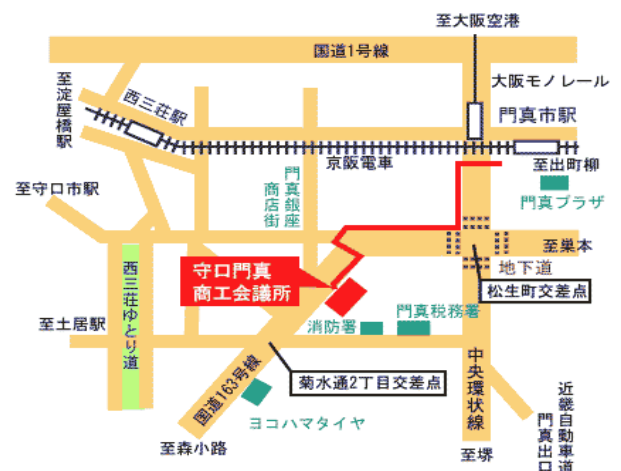 至大阪空港
国道1号線
大阪モノレール
至淀屋橋駅
西三荘駅
門真市駅
京阪電車
至出町柳
門真プラザ
至守口市駅
門真銀座
商店街
至巣本
地下道
守口門真
商工会議所
松生町交差点
西三荘ゆとり道
門真税務署
消防署
至土居駅
菊水通2丁目交差点
国道163号線
中央環状線
ヨコハマタイヤ
近畿自動車道
門真出口
至森小路
至堺